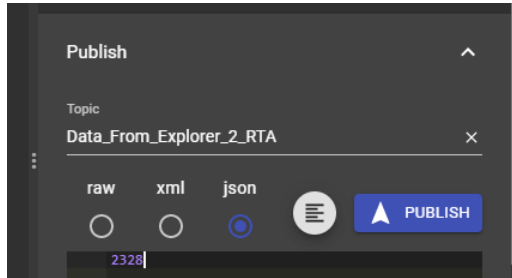 Publish
Topic
Data_From_Explorer_2_RTA
raw xml json
PUBLISH
2328